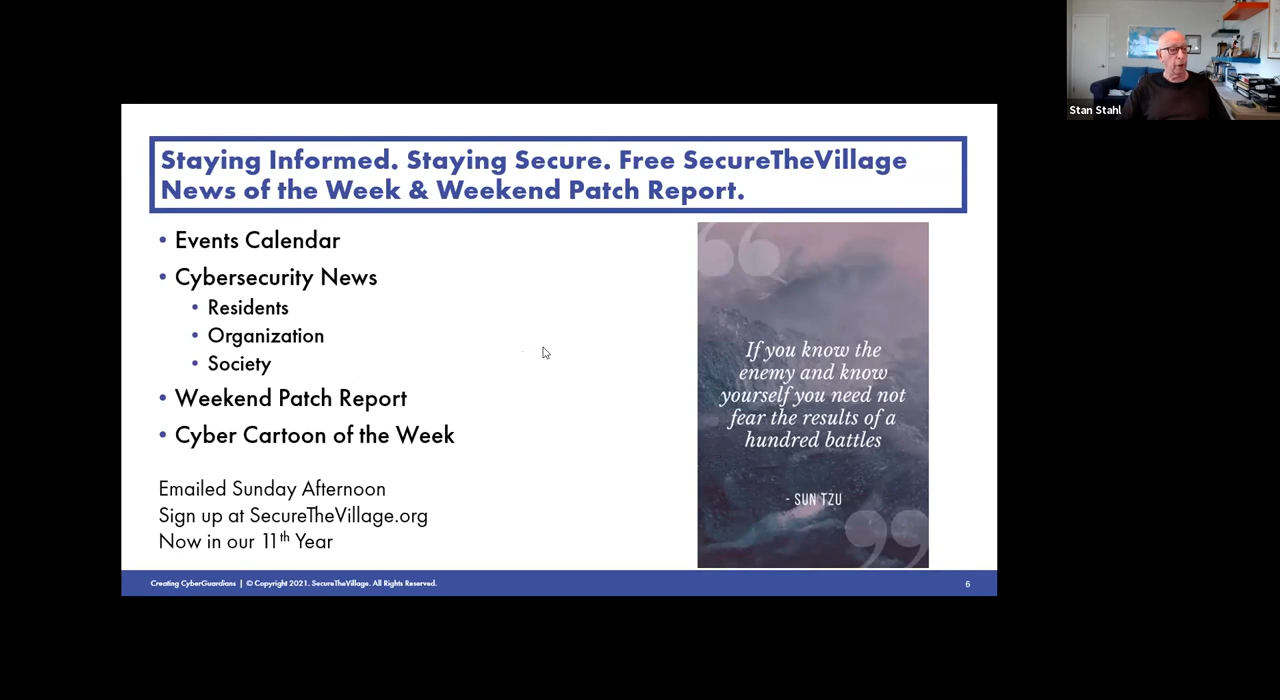 Staying Informed. Staying Secure. Free SecureTheVillage
News of the Week & Weekend Patch Report.
• Events Calendar
• Cybersecurity News
• Residents
• Organization
• Society
• Weekend Patch Report
• Cyber Cartoon of the Week
Emailed Sunday Afternoon
Sign up at SecureTheVillage.org
Now in our 11th Year
“
If you know the
enemy and know
yourself you need not
fear the results of a
hundred battles
- SUN TZU
”
Creating CyberGuardians | © Copyright 2021. SecureTheVillage. All Rights Reserved.
6
Stan Stahl